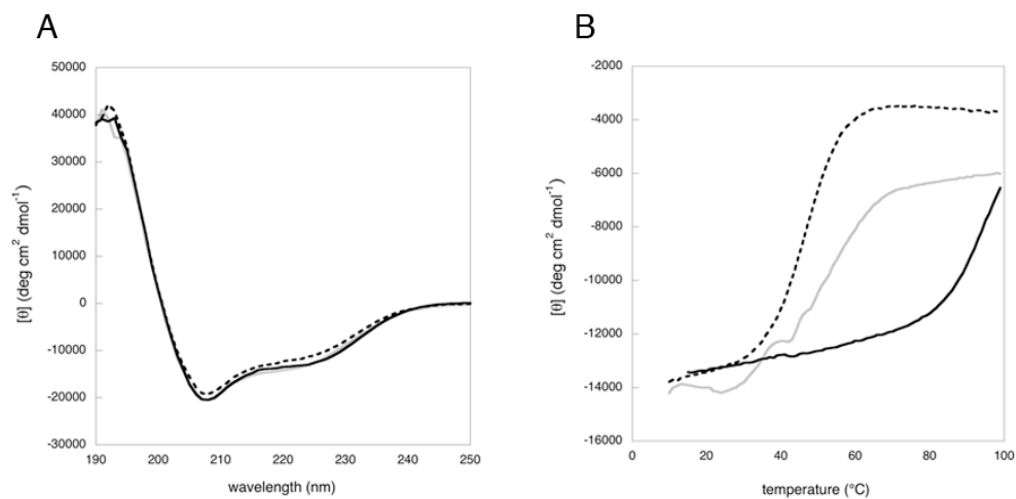 A
50000
40000
30000
20000
10000
0
-10000
-20000
-30000
[θ] (deg cm² dmol⁻¹)
190 200 210 220 230 240 250
wavelength (nm)
B
-2000
-4000
-6000
-8000
-10000
-12000
-14000
-16000
[θ] (deg cm² dmol⁻¹)
0 20 40 60 80 100
temperature (°C)